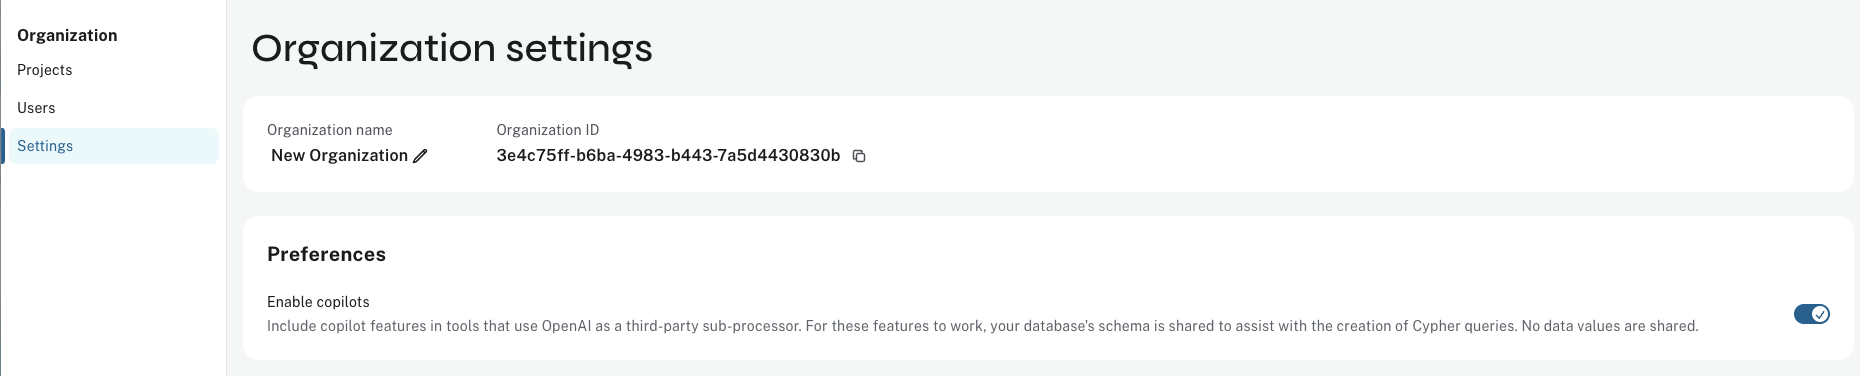 Organization
Projects
Users
Settings
Organization settings
Organization name
New Organization
Organization ID
3e4c75ff-b6ba-4983-b443-7a5d4430830b
Preferences
Enable copilots
Include copilot features in tools that use OpenAI as a third-party sub-processor. For these features to work, your database's schema is shared to assist with the creation of Cypher queries. No data values are shared.